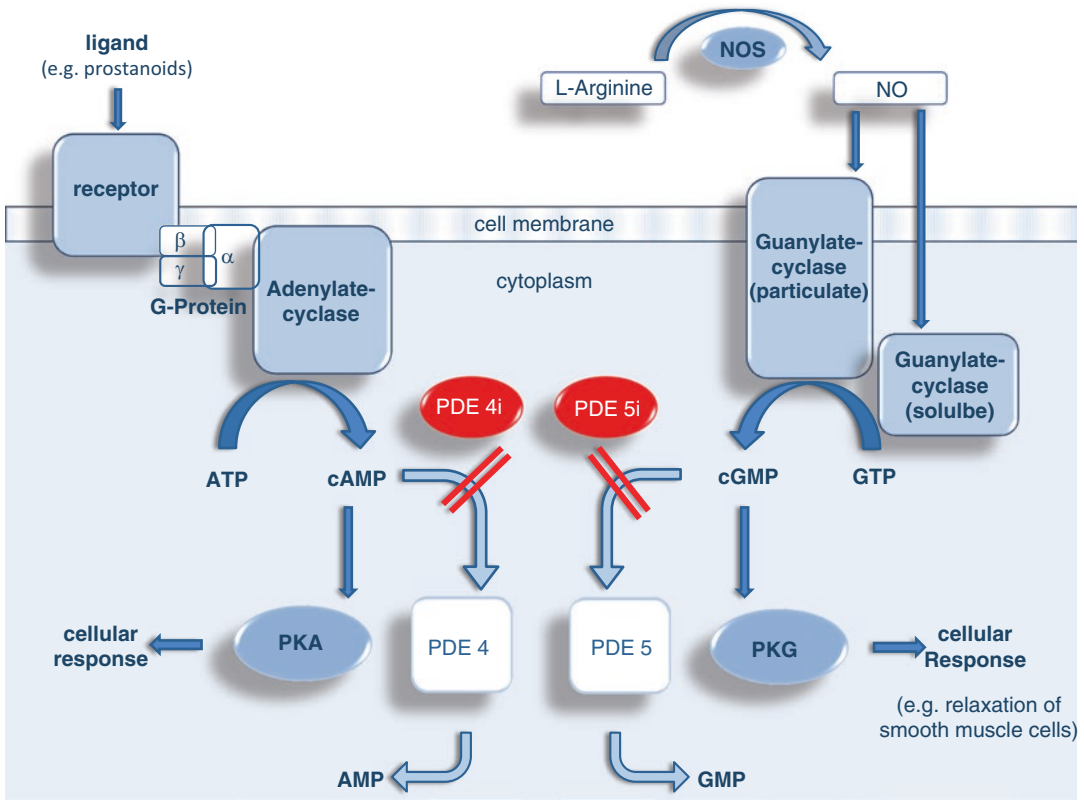 ligand
(e.g. prostanoids)
receptor
β
γ
α
G-Protein
Adenylate-
cyclase
NOS
L-Arginine
NO
cell membrane
cytoplasm
Guanylate-
cyclase
(particulate)
Guanylate-
cyclase
(solulbe)
PDE 4i
PDE 5i
ATP
cAMP
cGMP
GTP
cellular
response
PKA
PDE 4
PDE 5
PKG
cellular
Response
(e.g. relaxation of
smooth muscle cells)
AMP
GMP